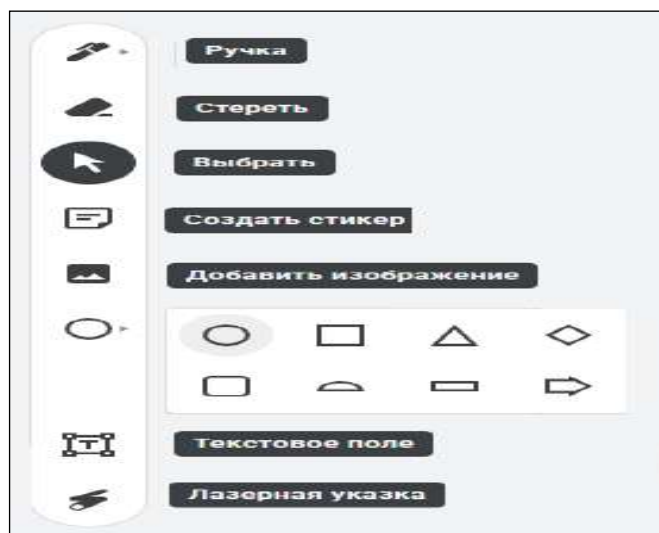 Ручка
Стереть
Выбрать
Создать стикер
Добавить изображение
Текстовое поле
Лазерная указка